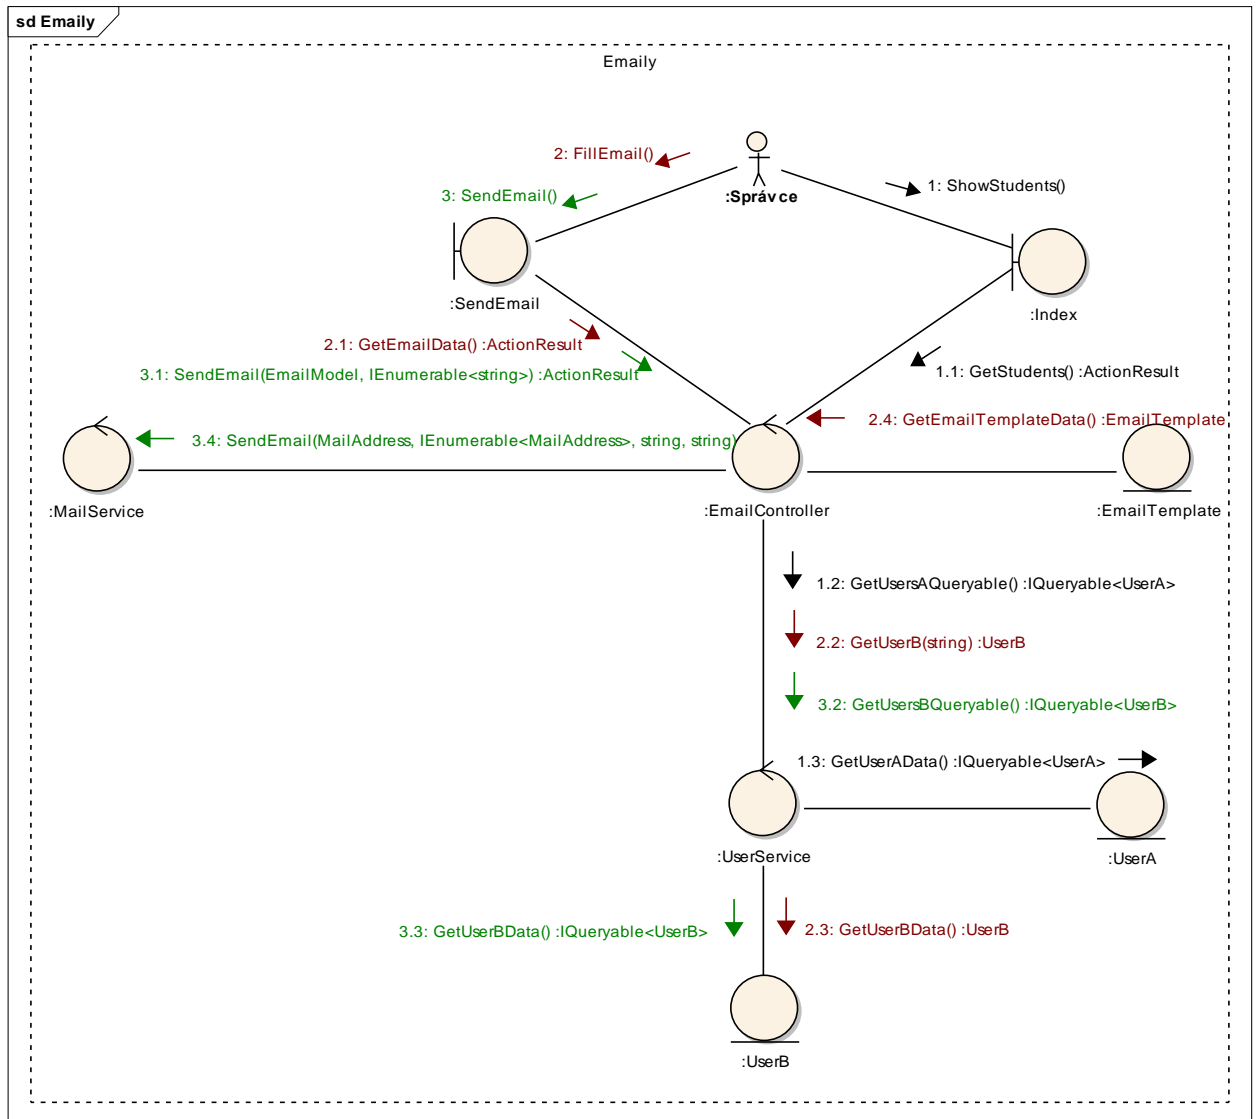 sd Emaily
Emaily
2: FillEmail()
:Správce
3: SendEmail()
1: ShowStudents()
:SendEmail
:Index
2.1: GetEmailData() :ActionResult
3.1: SendEmail(EmailModel, IEnumerable<string>) :ActionResult
1.1: GetStudents() :ActionResult
2.4: GetEmailTemplateData() :EmailTemplate
3.4: SendEmail(MailAddress, IEnumerable<MailAddress>, string, string)
:MailService
:EmailController
:EmailTemplate
1.2: GetUsersAQueryable() :IQueryable<UserA>
2.2: GetUserB(string) :UserB
3.2: GetUsersBQueryable() :IQueryable<UserB>
1.3: GetUserAData() :IQueryable<UserA>
:UserService
:UserA
3.3: GetUserBData() :IQueryable<UserB>
2.3: GetUserBData() :UserB
:UserB